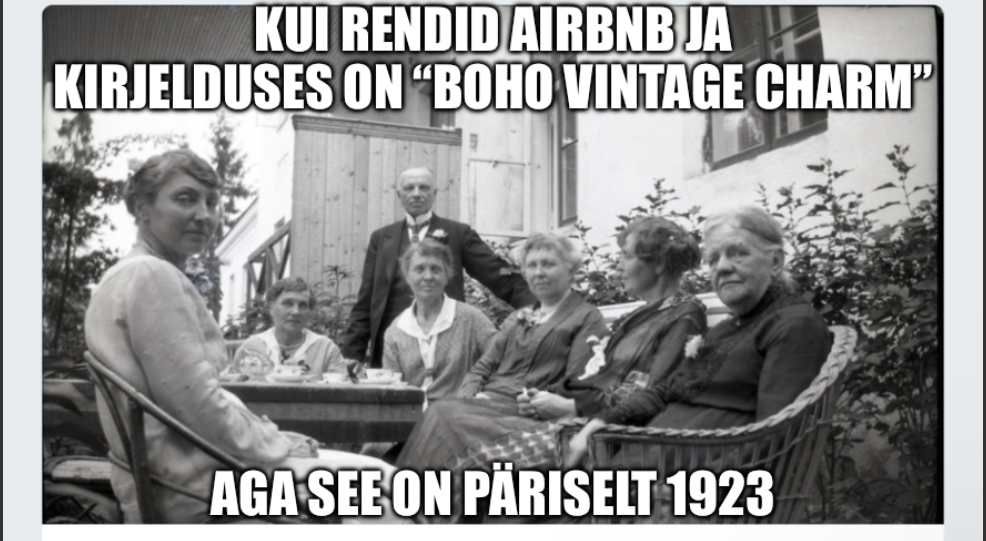 KUI RENDID AIRBNB JA
KIRJELDUSES ON “BOHO VINTAGE CHARM”
AGA SEE ON PÄRISELT 1923